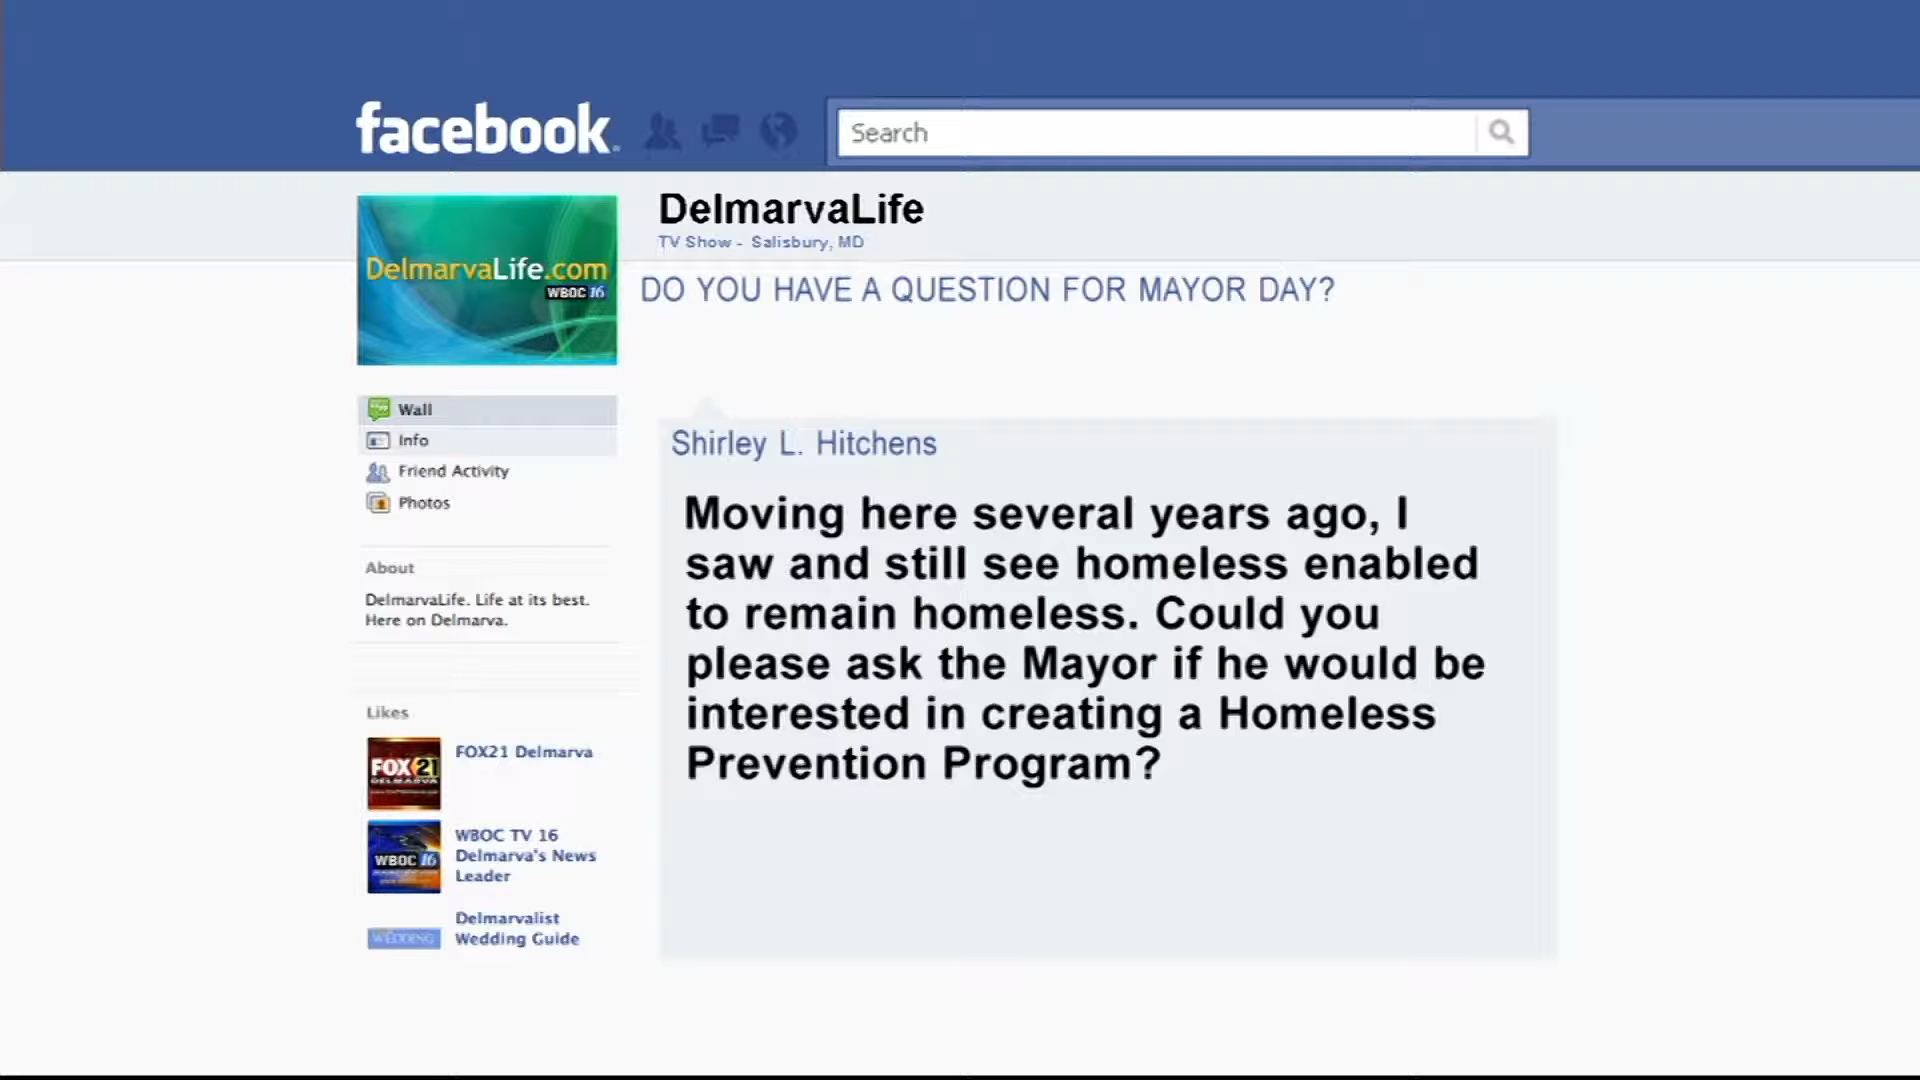 facebook
Search
DelmarvaLife
TV Show - Salisbury, MD
DelmarvaLife.com
WBOC 16
DO YOU HAVE A QUESTION FOR MAYOR DAY?
Wall
Info
Friend Activity
Photos
About
DelmarvaLife. Life at its best.
Here on Delmarva.
Likes
FOX 21
DELMARVA
FOX21 Delmarva
WBOC 16
WBOC TV 16
Delmarva's News
Leader
WEDDING
Delmarvalist
Wedding Guide
Shirley L. Hitchens
Moving here several years ago, I
saw and still see homeless enabled
to remain homeless. Could you
please ask the Mayor if he would be
interested in creating a Homeless
Prevention Program?